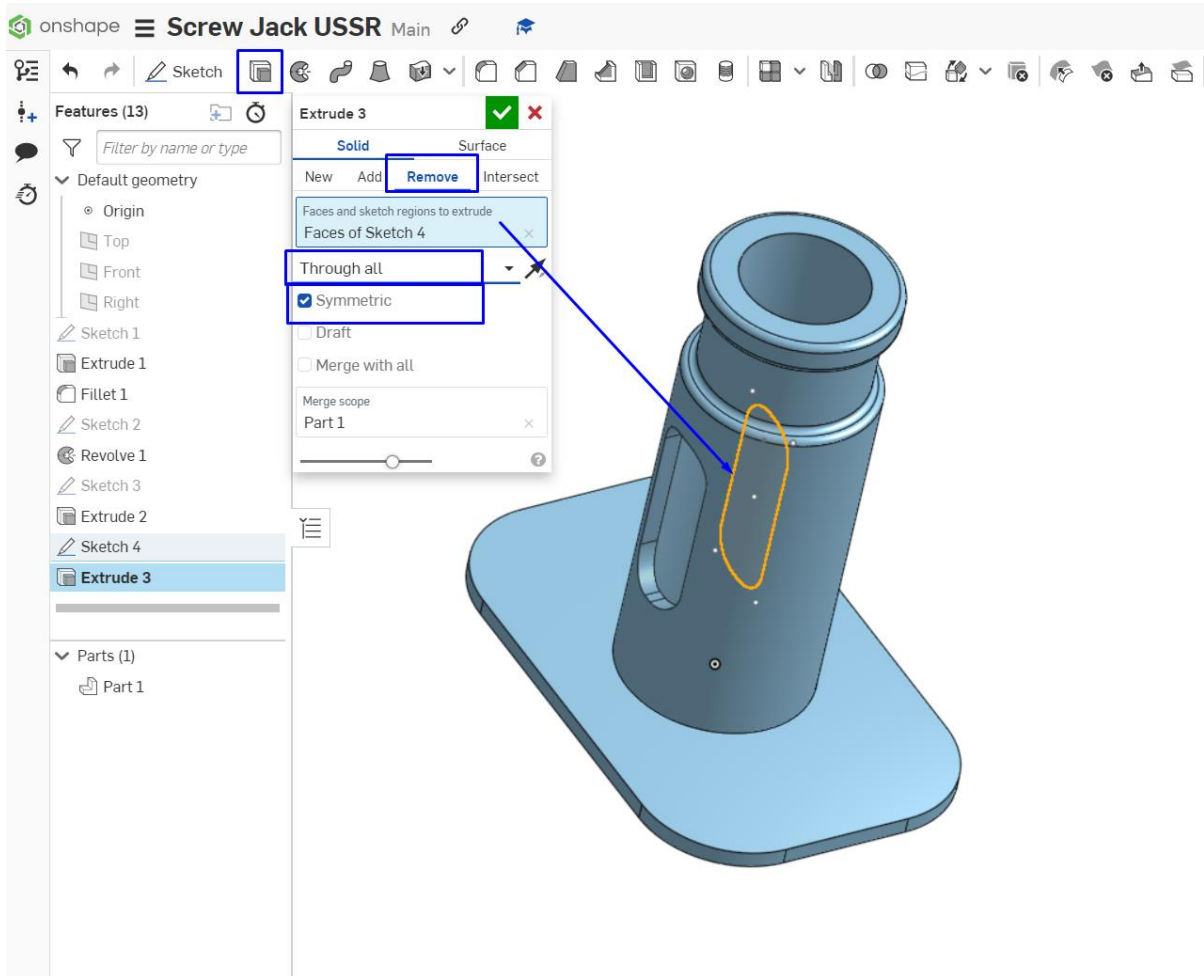 onshape Screw Jack USSR Main
Sketch
Features (13)
Filter by name or type
Default geometry
Origin
Top
Front
Right
Sketch 1
Extrude 1
Fillet 1
Sketch 2
Revolve 1
Sketch 3
Extrude 2
Sketch 4
Extrude 3
Parts (1)
Part 1
Extrude 3
Solid Surface
New Add Remove Intersect
Faces and sketch regions to extrude
Faces of Sketch 4
Through all
Symmetric
Draft
Merge with all
Merge scope
Part 1